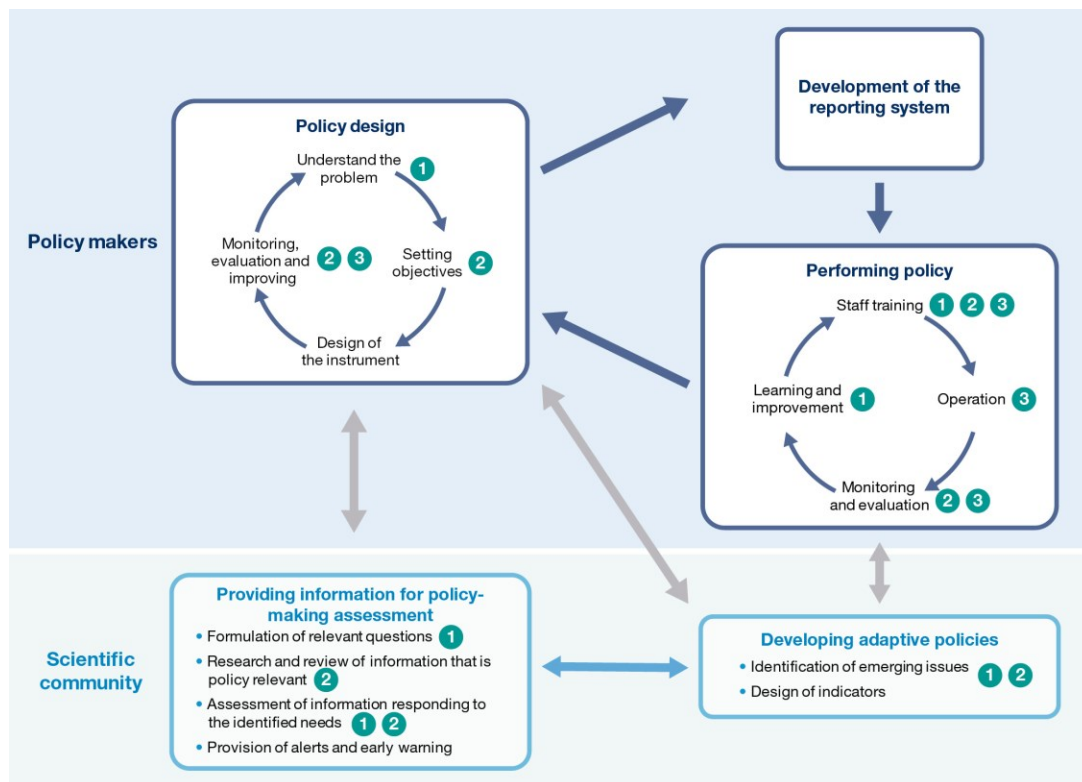 Policy makers
Policy design
Understand the
problem
1
Setting
objectives
2
Design of
the instrument
Monitoring,
evaluation and
improving
2 3
Development of the
reporting system
Performing policy
Staff training 1 2 3
Operation 3
Monitoring
and evaluation 2 3
Learning and
improvement 1
Scientific
community
Providing information for policy-
making assessment
• Formulation of relevant questions 1
• Research and review of information that is
policy relevant 2
• Assessment of information responding to
the identified needs 1 2
• Provision of alerts and early warning
Developing adaptive policies
• Identification of emerging issues 1 2
• Design of indicators